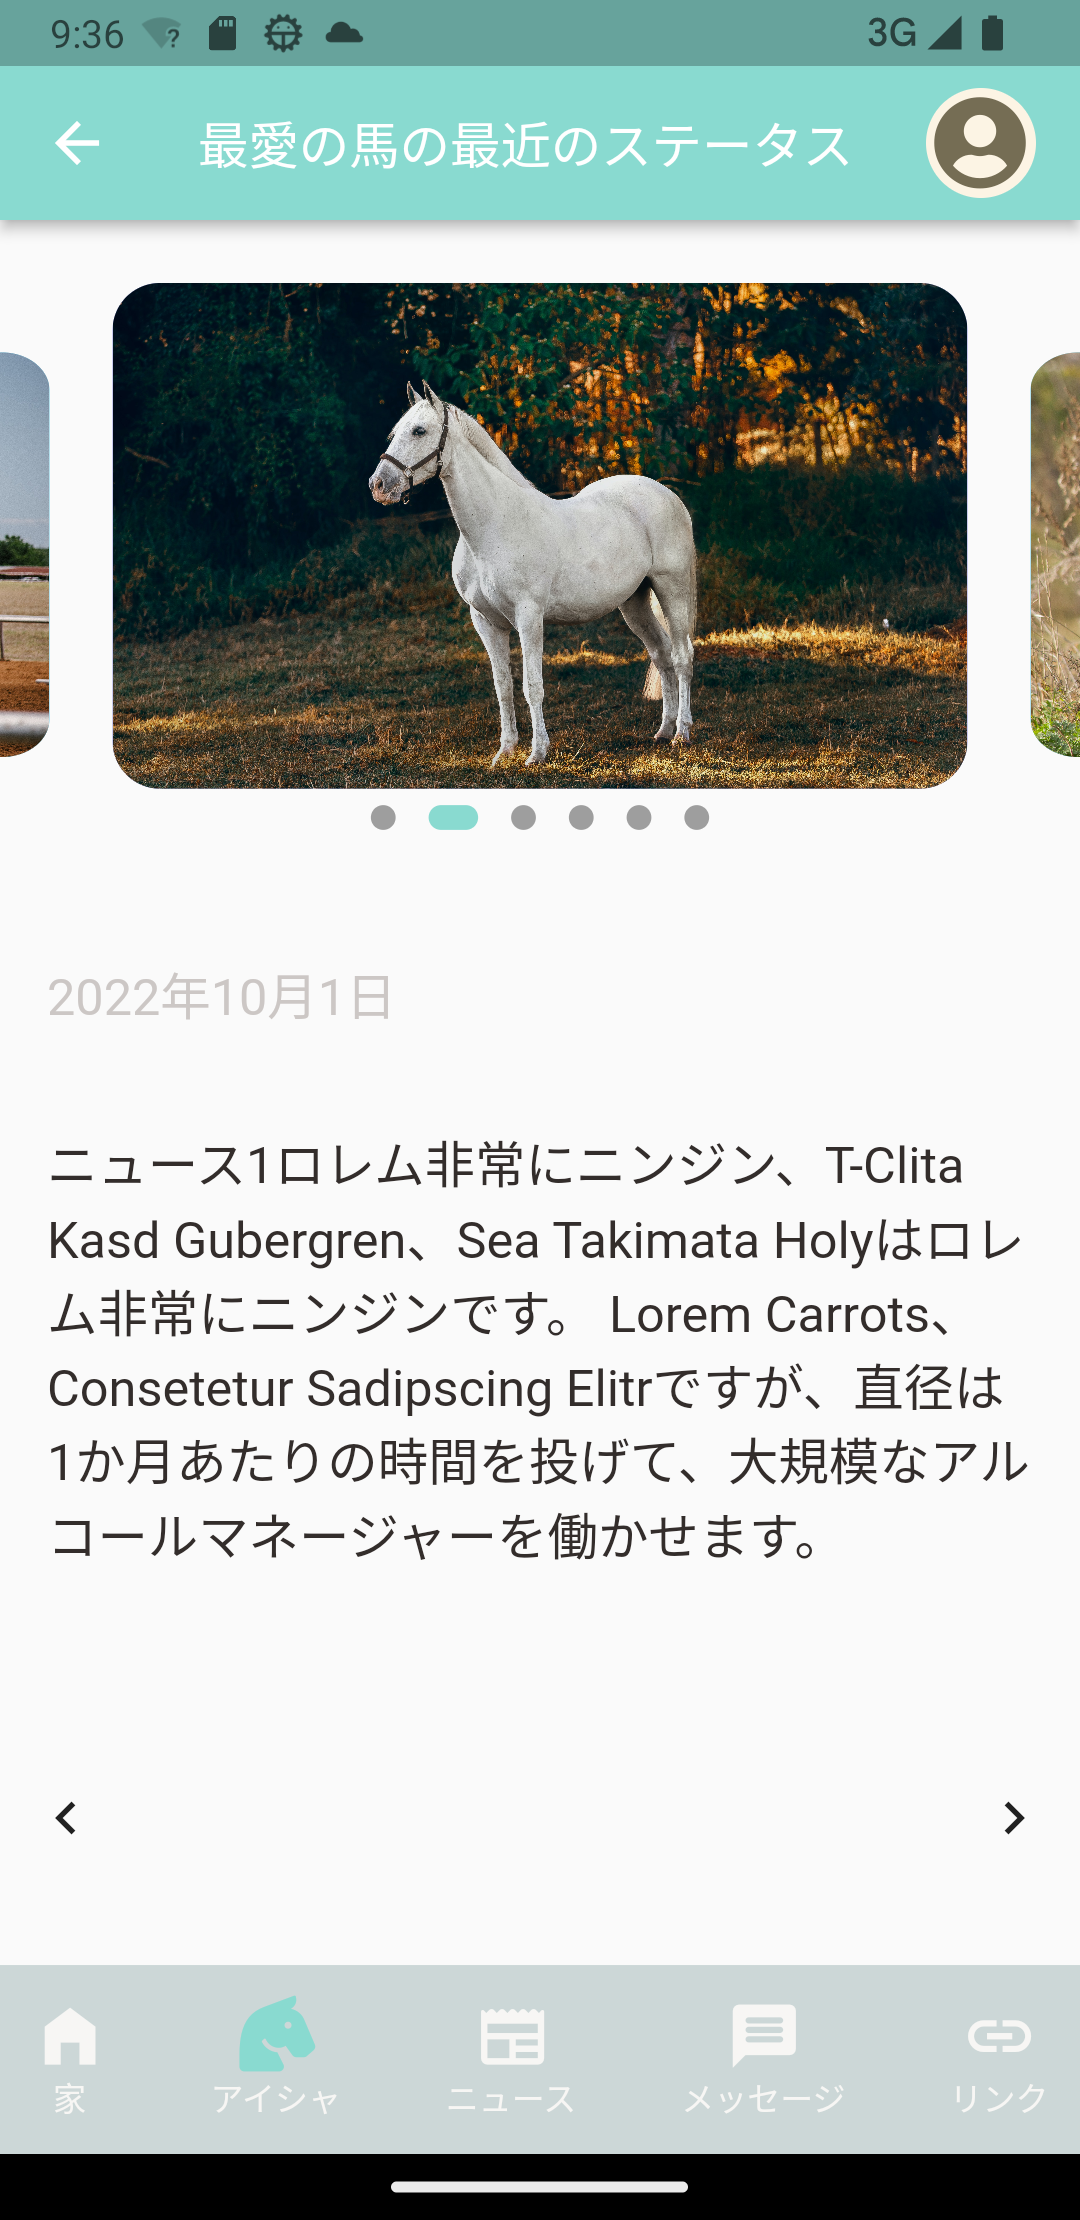 9:36
3G
最愛の馬の最近のステータス
2022年10月1日
ニュース1ロレム非常にニンジン、T-Clita
Kasd Gubergren、Sea Takimata Holyはロレ
ム非常にニンジンです。 Lorem Carrots、
Consetetur Sadipscing Elitrですが、直径は
1か月あたりの時間を投げて、大規模なアル
コールマネージャーを働かせます。
家
アイシャ
ニュース
メッセージ
リンク